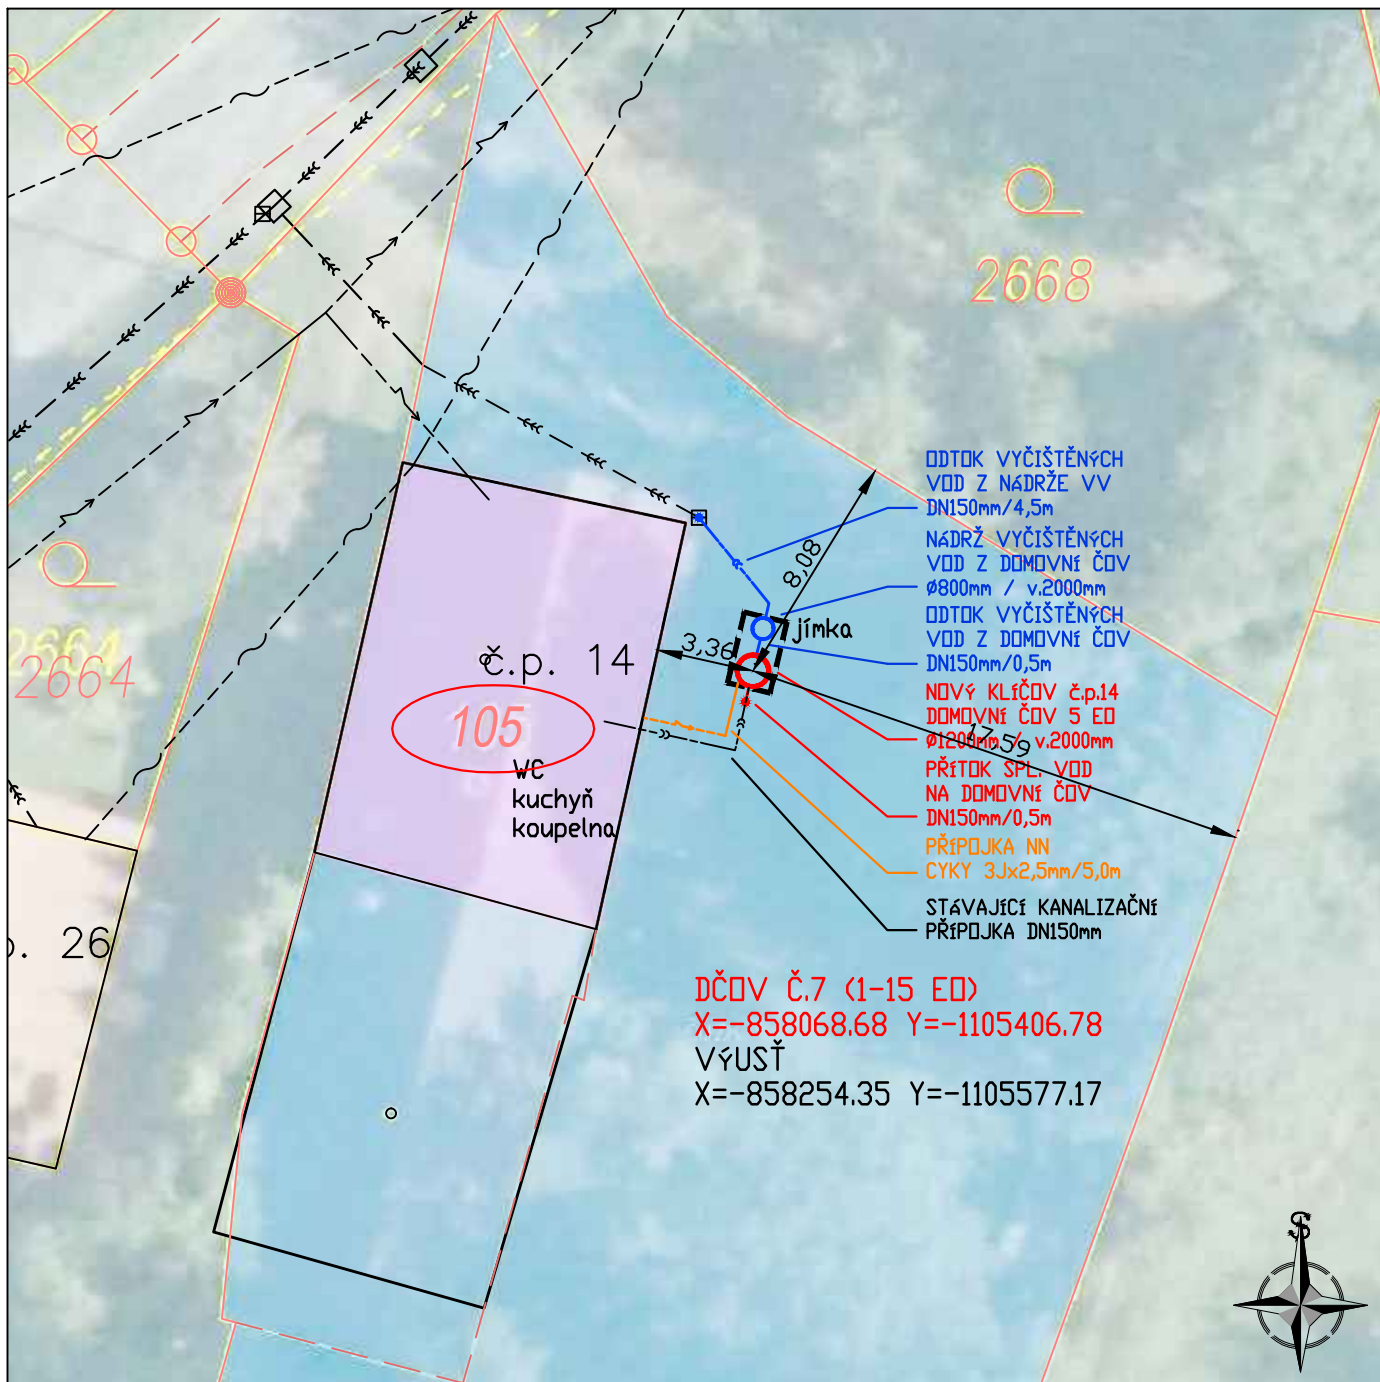 2668
ODTOK VYČIŠTĚNÝCH
VOD Z NÁDRŽE VV
DN150mm/4,5m
NÁDRŽ VYČIŠTĚNÝCH
VOD Z DOMOVNÍ ČOV
Ø800mm / v.2000mm
ODTOK VYČIŠTĚNÝCH
VOD Z DOMOVNÍ ČOV
DN150mm/0,5m
NOVÝ KLÍČOV č.p.14
DOMOVNÍ ČOV 5 EO
Ø1200mm / v.2000mm
PŘÍTOK SPL. VOD
NA DOMOVNÍ ČOV
DN150mm/0,5m
PŘÍPOJKA NN
CYKY 3Jx2,5mm/5,0m
STÁVAJÍCÍ KANALIZAČNÍ
PŘÍPOJKA DN150mm
8,08
jímka
3,36
17,59
2664
2664
č.p. 14
105
WC
kuchyň
koupelna
p. 26
DČOV Č.7 (1-15 EO)
X=-858068.68 Y=-1105406.78
VÝUSŤ
X=-858254.35 Y=-1105577.17
S